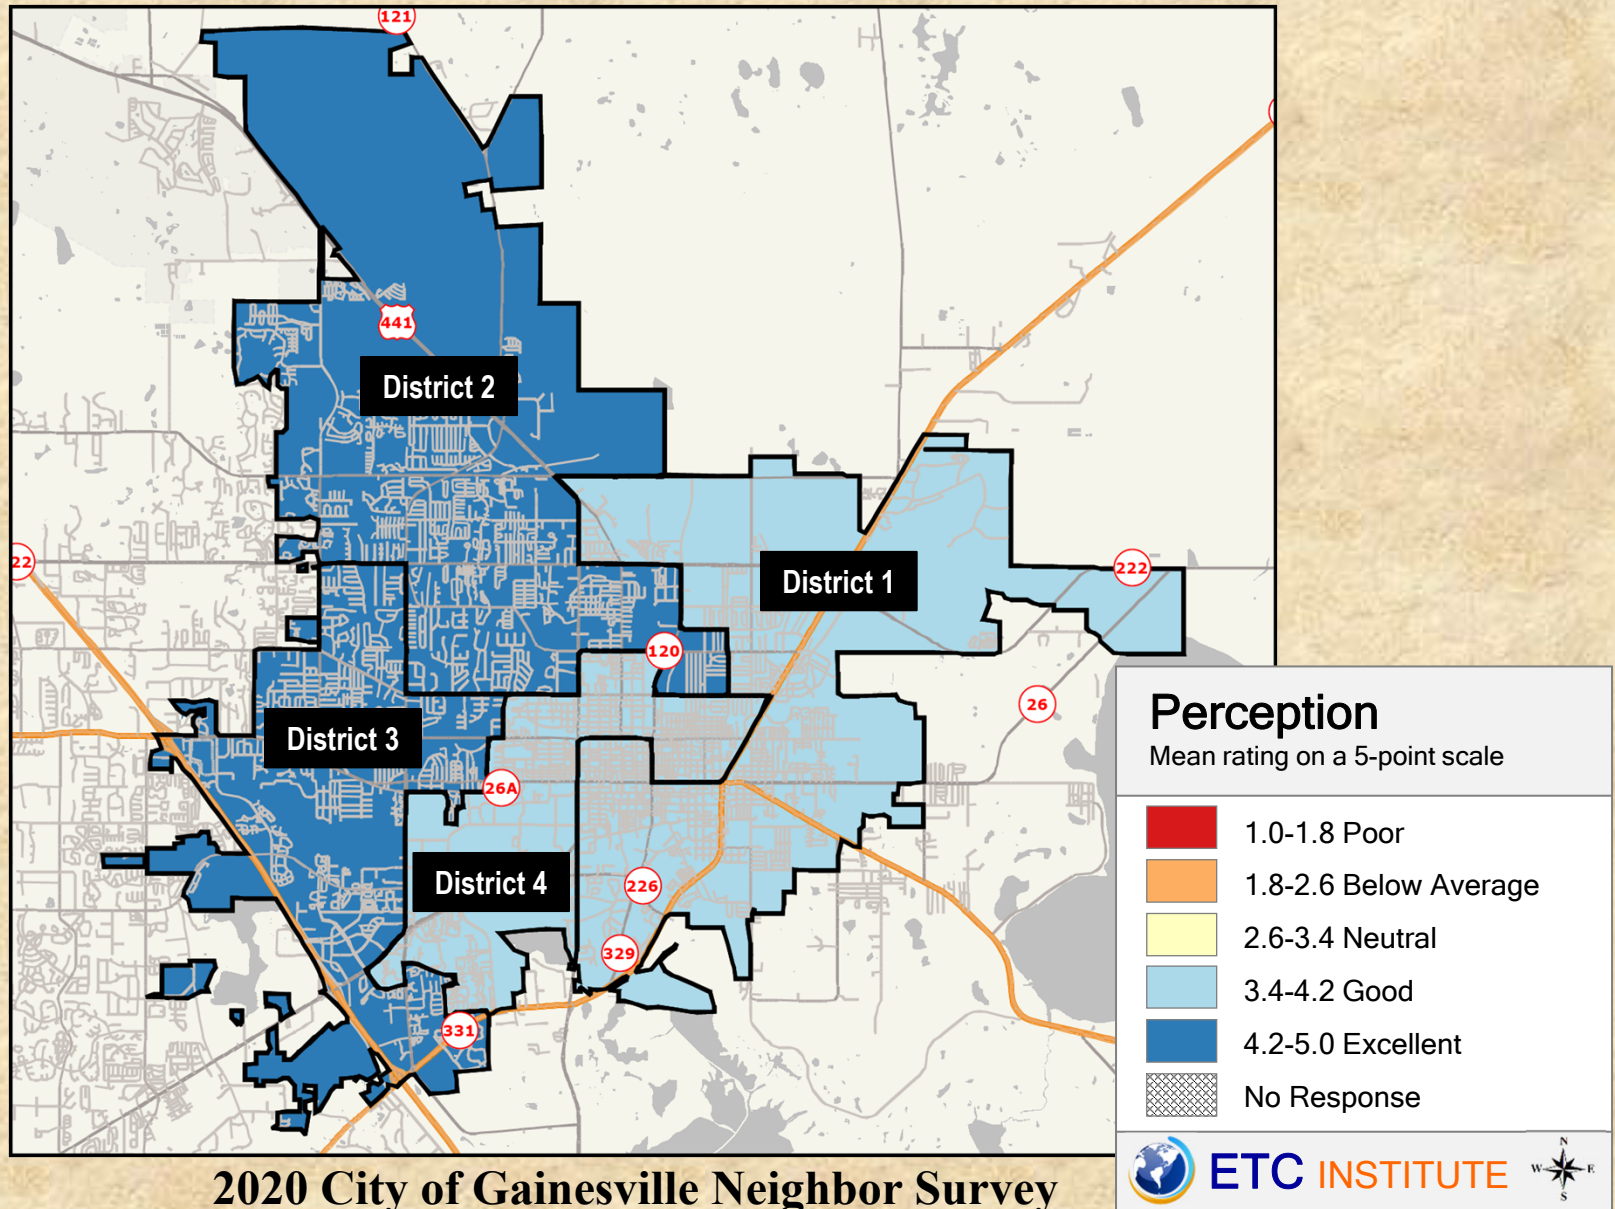 121
441
District 2
22
District 1
222
120
26
District 3
26A
District 4
226
329
331
Perception
Mean rating on a 5-point scale
1.0-1.8 Poor
1.8-2.6 Below Average
2.6-3.4 Neutral
3.4-4.2 Good
4.2-5.0 Excellent
No Response
ETC INSTITUTE
N
W E
S
2020 City of Gainesville Neighbor Survey